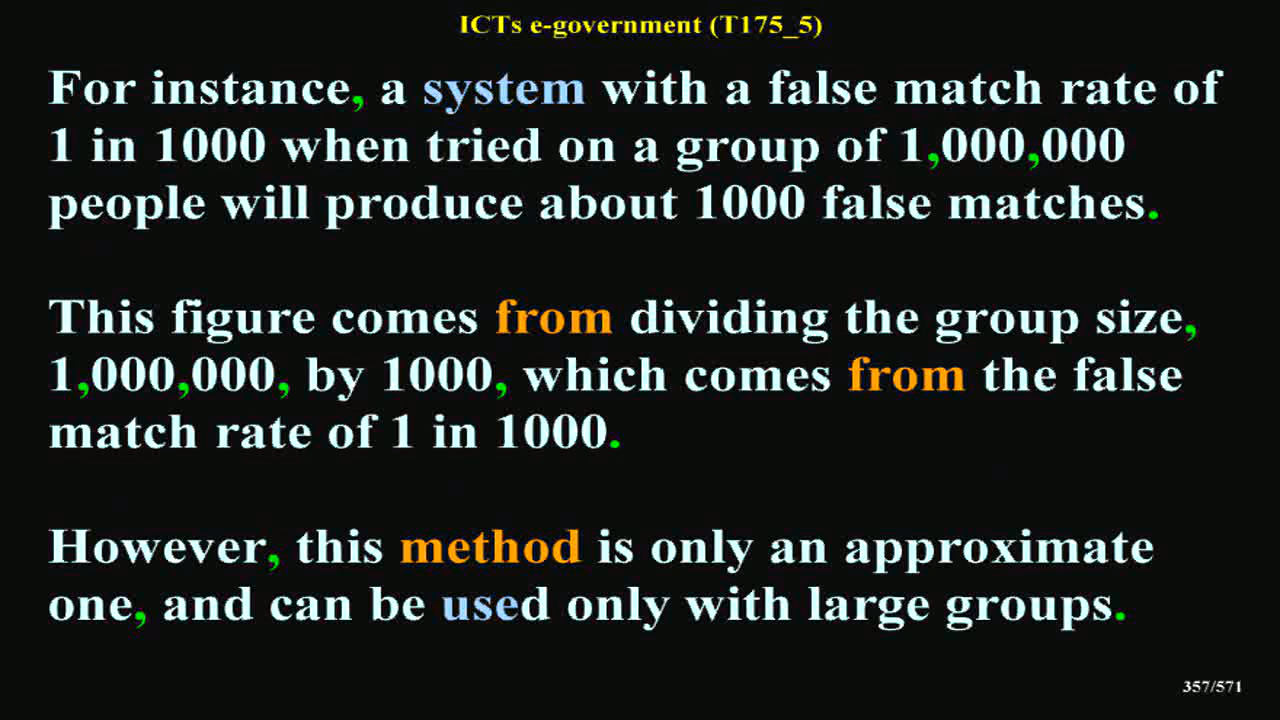 ICTs e-government (T175_5)
For instance, a system with a false match rate of
1 in 1000 when tried on a group of 1,000,000
people will produce about 1000 false matches.
This figure comes from dividing the group size,
1,000,000, by 1000, which comes from the false
match rate of 1 in 1000.
However, this method is only an approximate
one, and can be used only with large groups.
357/571